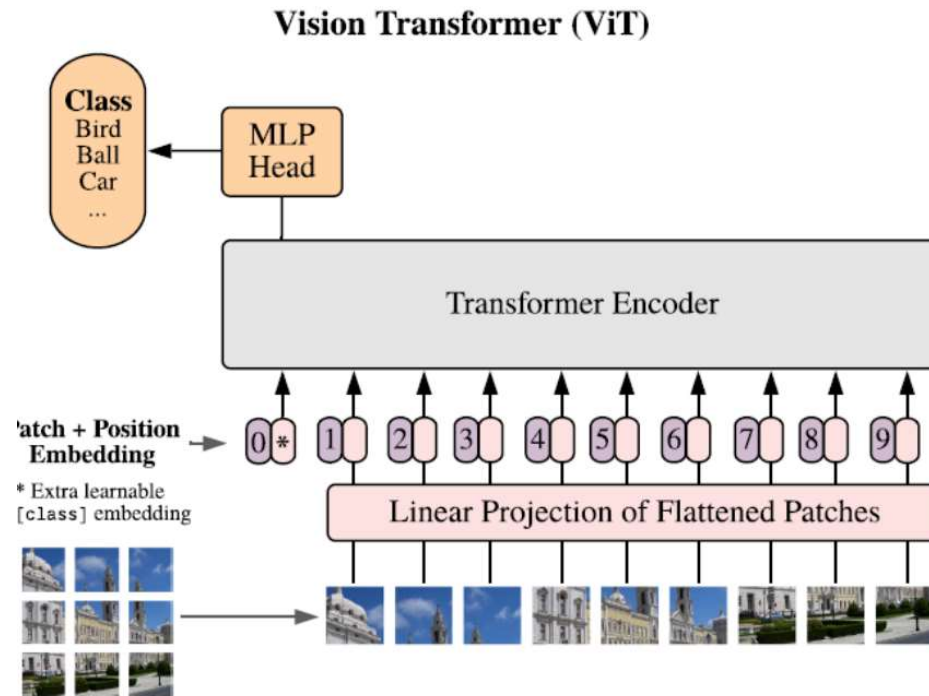 Vision Transformer (ViT)
Class
Bird
Ball
Car
...
MLP
Head
Transformer Encoder
Patch + Position
Embedding
0 * 1 2 3 4 5 6 7 8 9
* Extra learnable
[class] embedding
Linear Projection of Flattened Patches